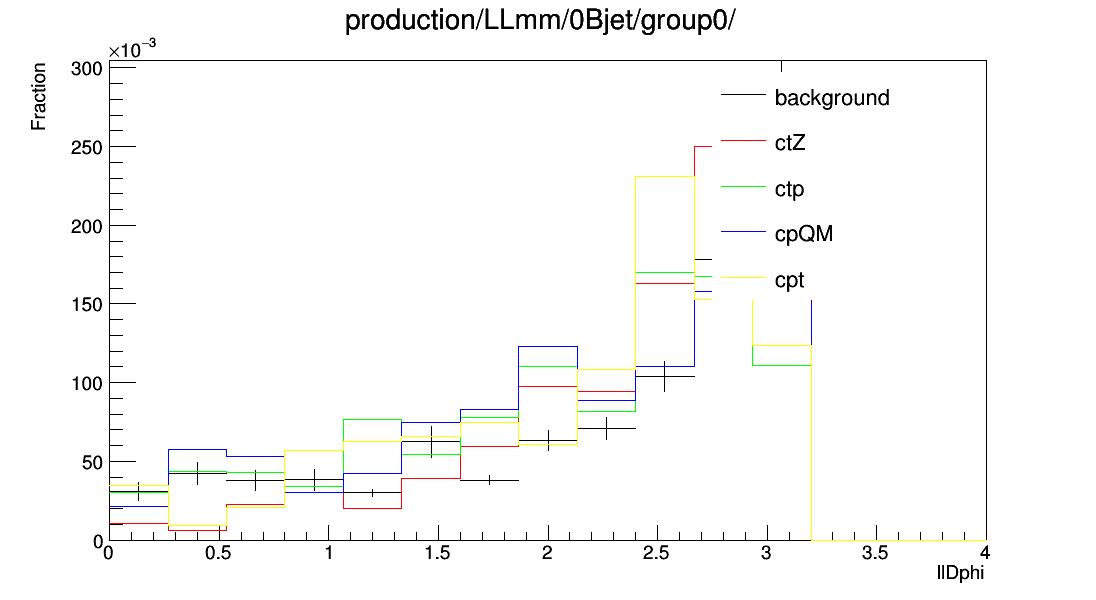 production/LLmm/0Bjet/group0/
×10⁻³
Fraction
300
250
200
150
100
50
0
background
ctZ
ctp
cpQM
cpt
0 0.5 1 1.5 2 2.5 3 3.5 4
llDphi